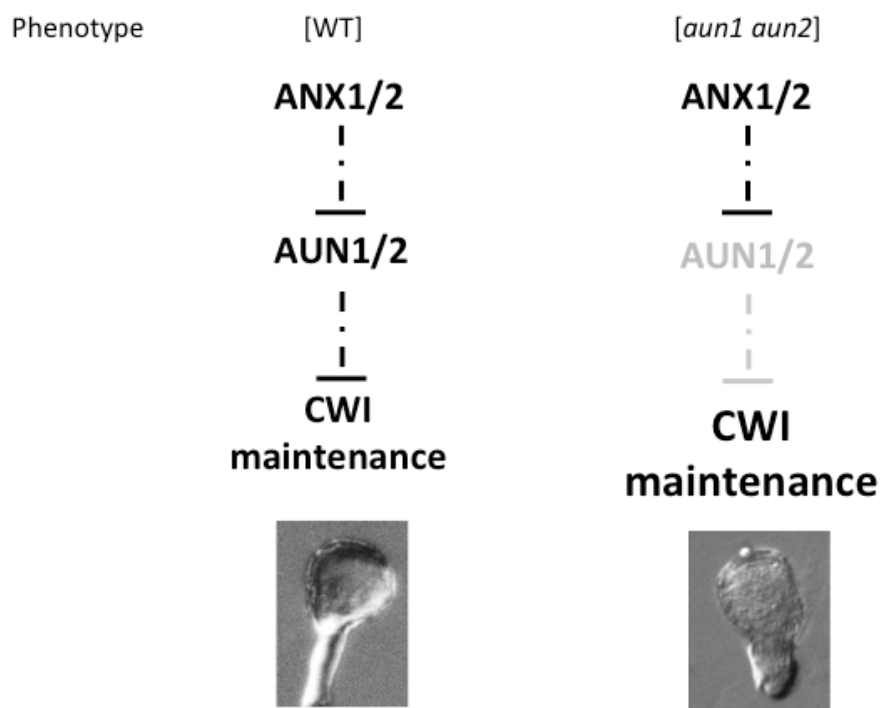 Phenotype [WT] [aun1 aun2]
ANX1/2 ANX1/2
AUN1/2 AUN1/2
CWI maintenance CWI maintenance